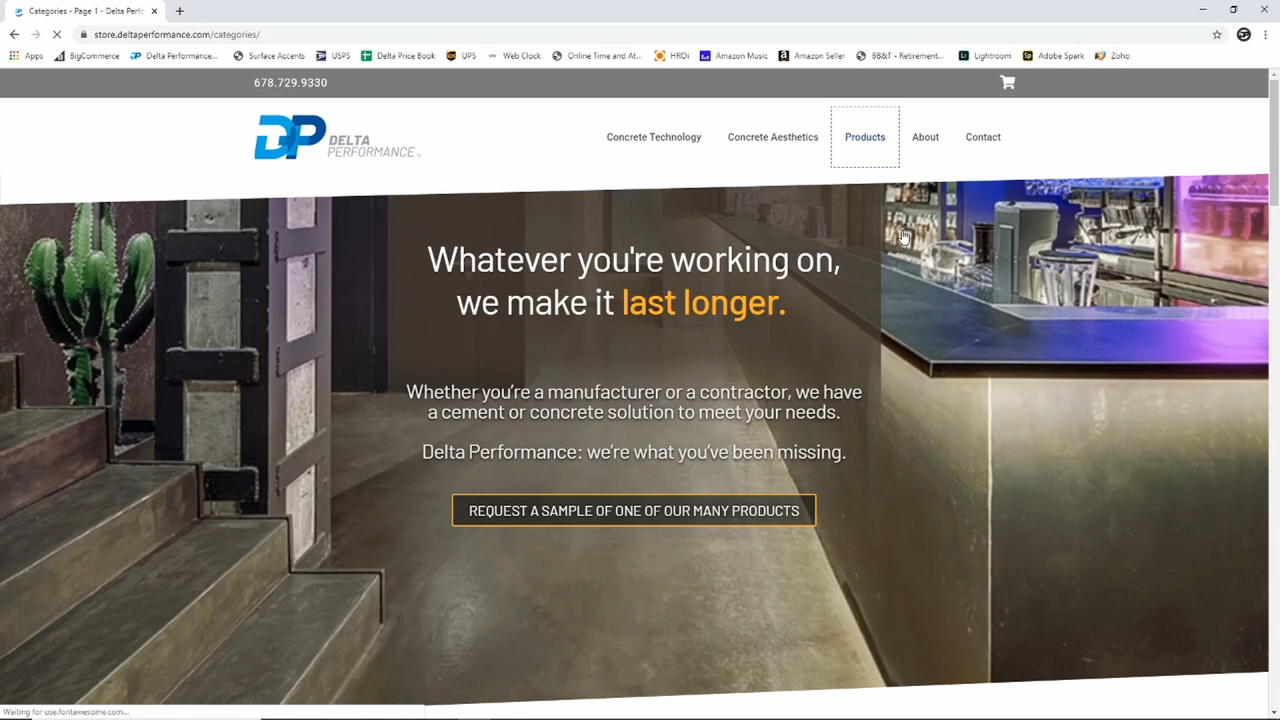 Categories - Page 1 - Delta Perfo
store.deltaperformance.com/categories/
Apps BigCommerce Delta Performance... Surface Accents USPS Delta Price Book UPS Web Clock Online Time and At... HROi Amazon Music Amazon Seller BB&T - Retirement... Lightroom Adobe Spark Zoho
678.729.9330
DP DELTA PERFORMANCE
Concrete Technology Concrete Aesthetics Products About Contact
Whatever you're working on,
we make it last longer.
Whether you're a manufacturer or a contractor, we have
a cement or concrete solution to meet your needs.
Delta Performance: we're what you've been missing.
REQUEST A SAMPLE OF ONE OF OUR MANY PRODUCTS
Waiting for use.fontawesome.com...